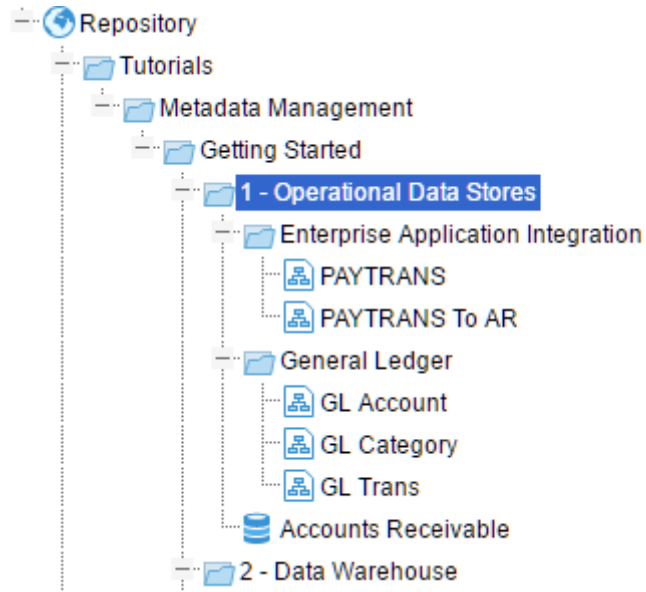 Repository
Tutorials
Metadata Management
Getting Started
1 - Operational Data Stores
Enterprise Application Integration
PAYTRANS
PAYTRANS To AR
General Ledger
GL Account
GL Category
GL Trans
Accounts Receivable
2 - Data Warehouse